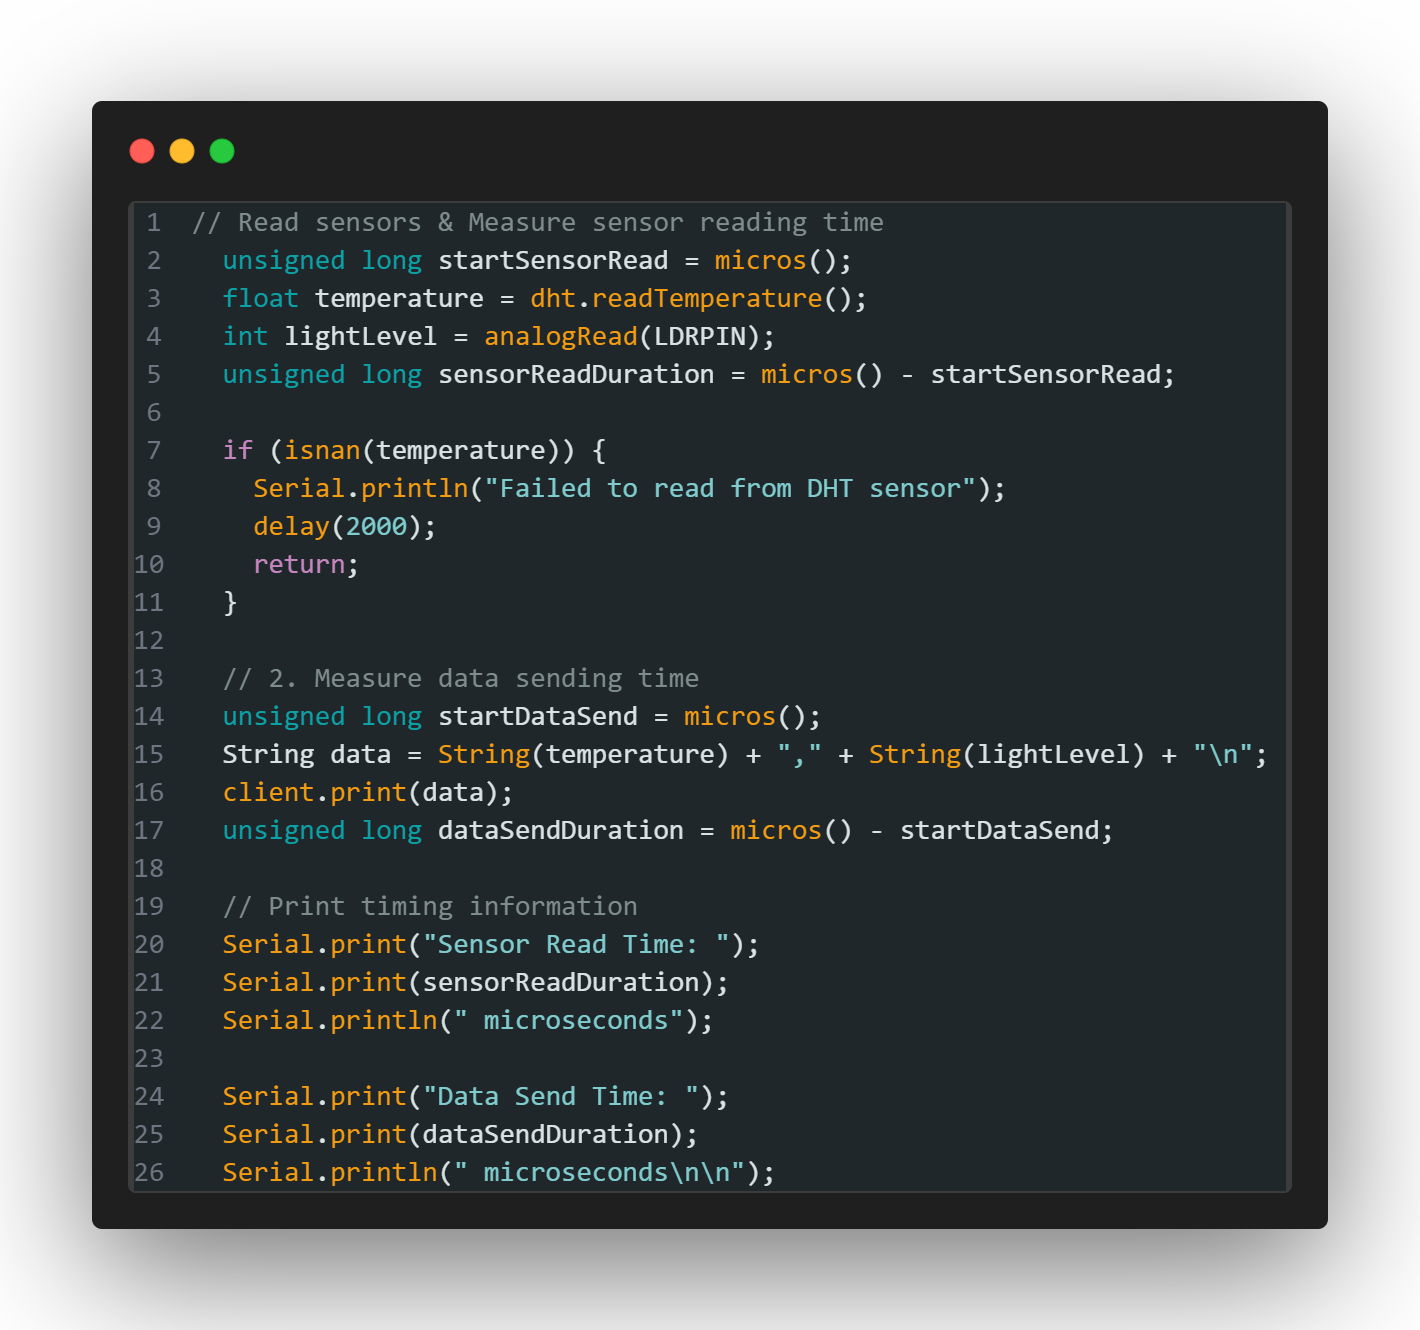 1 // Read sensors & Measure sensor reading time
2 unsigned long startSensorRead = micros();
3 float temperature = dht.readTemperature();
4 int lightLevel = analogRead(LDRPIN);
5 unsigned long sensorReadDuration = micros() - startSensorRead;
6
7 if (isnan(temperature)) {
8 Serial.println("Failed to read from DHT sensor");
9 delay(2000);
10 return;
11 }
12
13 // 2. Measure data sending time
14 unsigned long startDataSend = micros();
15 String data = String(temperature) + "," + String(lightLevel) + "\n";
16 client.print(data);
17 unsigned long dataSendDuration = micros() - startDataSend;
18
19 // Print timing information
20 Serial.print("Sensor Read Time: ");
21 Serial.print(sensorReadDuration);
22 Serial.println(" microseconds");
23
24 Serial.print("Data Send Time: ");
25 Serial.print(dataSendDuration);
26 Serial.println(" microseconds\n\n");